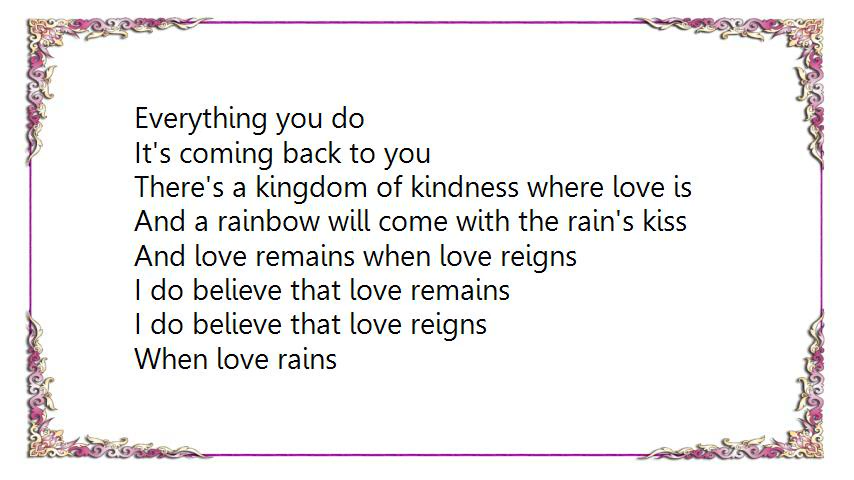 Everything you do
It's coming back to you
There's a kingdom of kindness where love is
And a rainbow will come with the rain's kiss
And love remains when love reigns
I do believe that love remains
I do believe that love reigns
When love rains